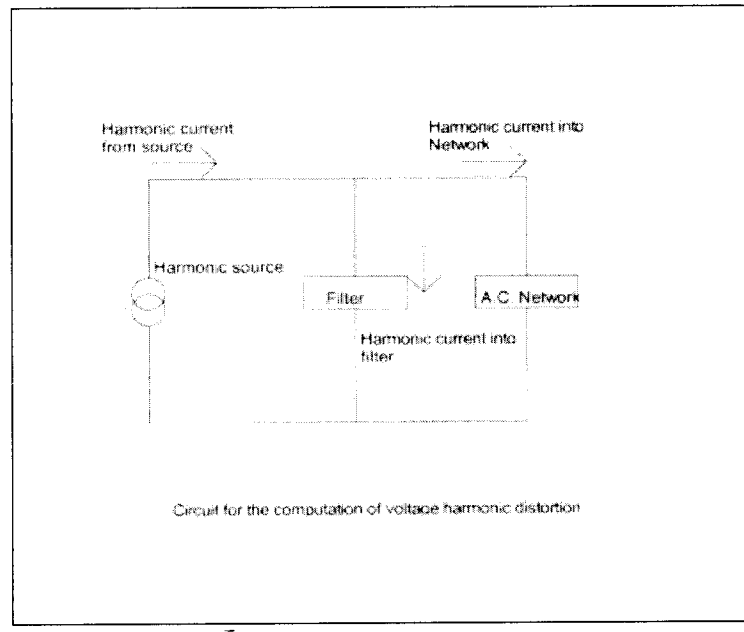 Harmonic current
from source
Harmonic current into
Network
Harmonic source
Filter
A.C. Network
Harmonic current into
filter
Circuit for the computation of voltage harmonic distortion